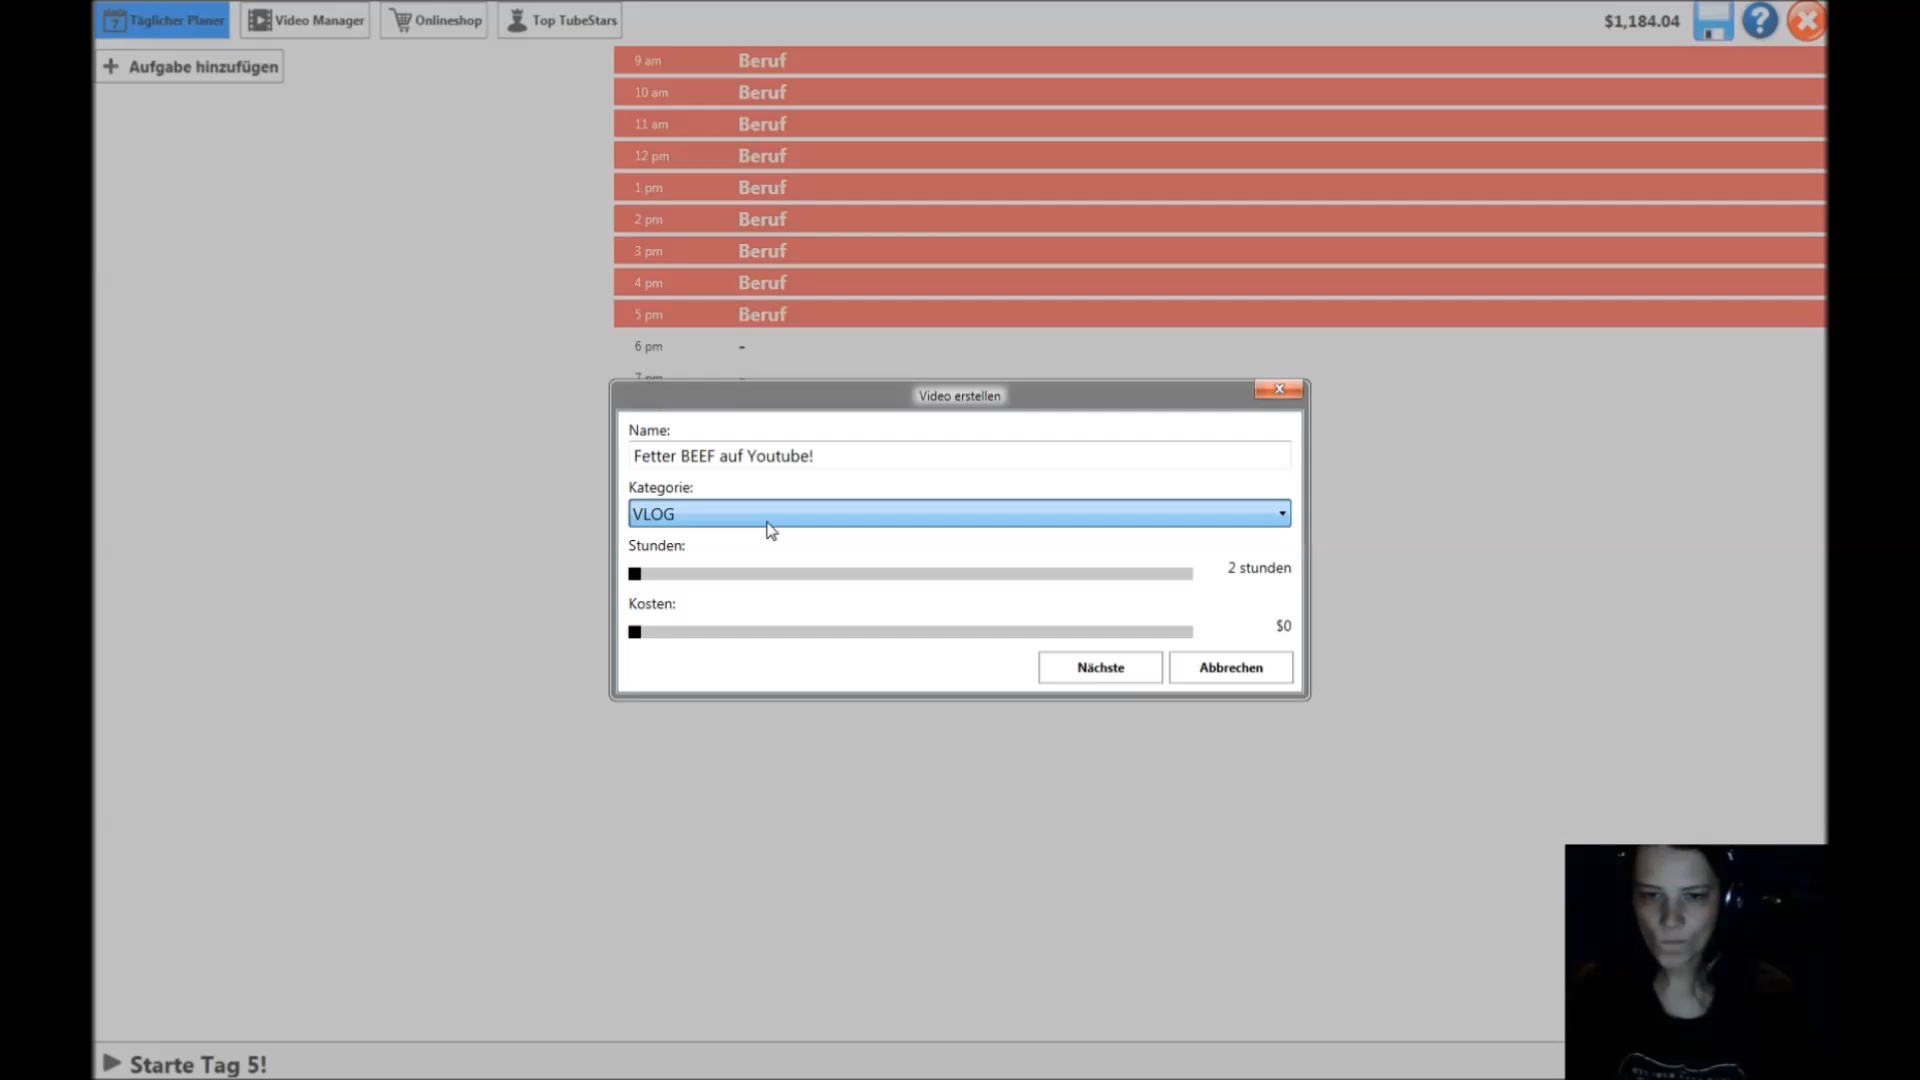 7 Täglicher Planer
Video Manager
Onlineshop
Top TubeStars
$1,184.04
?
+ Aufgabe hinzufügen
9 am Beruf
10 am Beruf
11 am Beruf
12 pm Beruf
1 pm Beruf
2 pm Beruf
3 pm Beruf
4 pm Beruf
5 pm Beruf
6 pm -
7 pm -
Video erstellen
Name:
Fetter BEEF auf Youtube!
Kategorie:
VLOG
Stunden:
2 stunden
Kosten:
$0
Nächste
Abbrechen
Starte Tag 5!